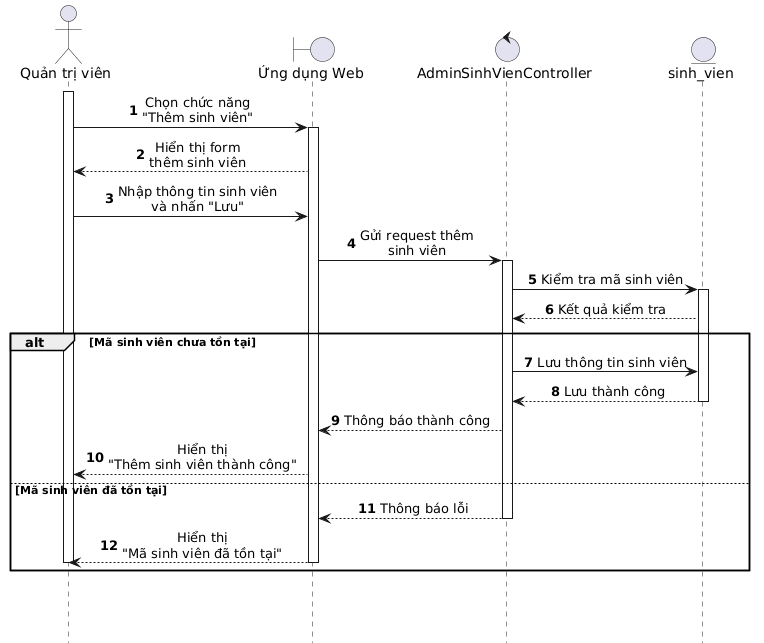 Quản trị viên
Ứng dụng Web
AdminSinhVienController
sinh_vien
1 Chọn chức năng
"Thêm sinh viên"
2 Hiển thị form
thêm sinh viên
3 Nhập thông tin sinh viên
và nhấn "Lưu"
4 Gửi request thêm
sinh viên
5 Kiểm tra mã sinh viên
6 Kết quả kiểm tra
alt [Mã sinh viên chưa tồn tại]
7 Lưu thông tin sinh viên
8 Lưu thành công
9 Thông báo thành công
10 Hiển thị
"Thêm sinh viên thành công"
[Mã sinh viên đã tồn tại]
11 Thông báo lỗi
12 Hiển thị
"Mã sinh viên đã tồn tại"